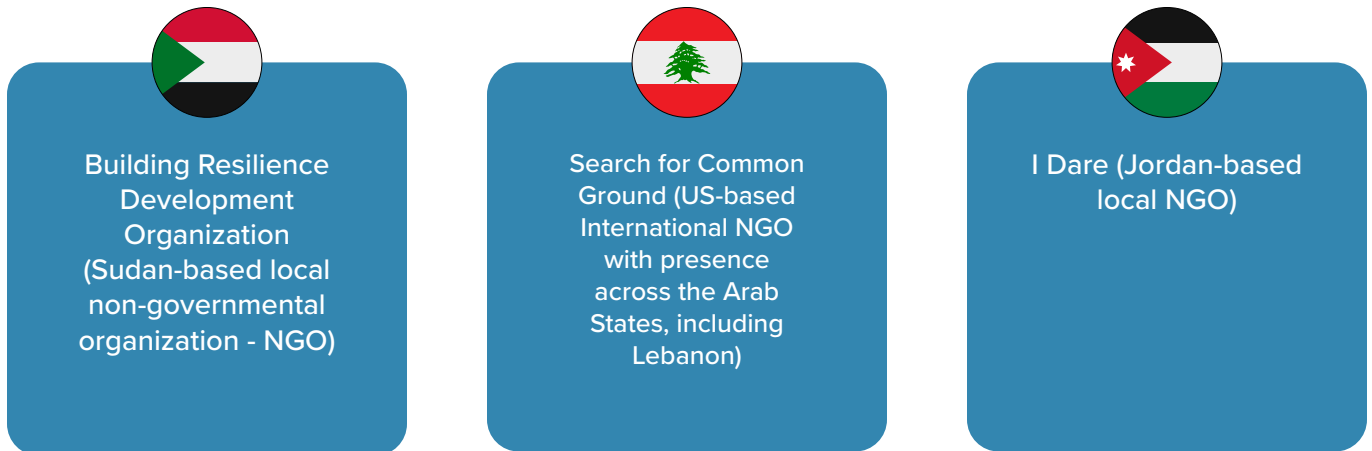 Building Resilience
Development
Organization
(Sudan-based local
non-governmental
organization - NGO)
Search for Common
Ground (US-based
International NGO
with presence
across the Arab
States, including
Lebanon)
I Dare (Jordan-based
local NGO)